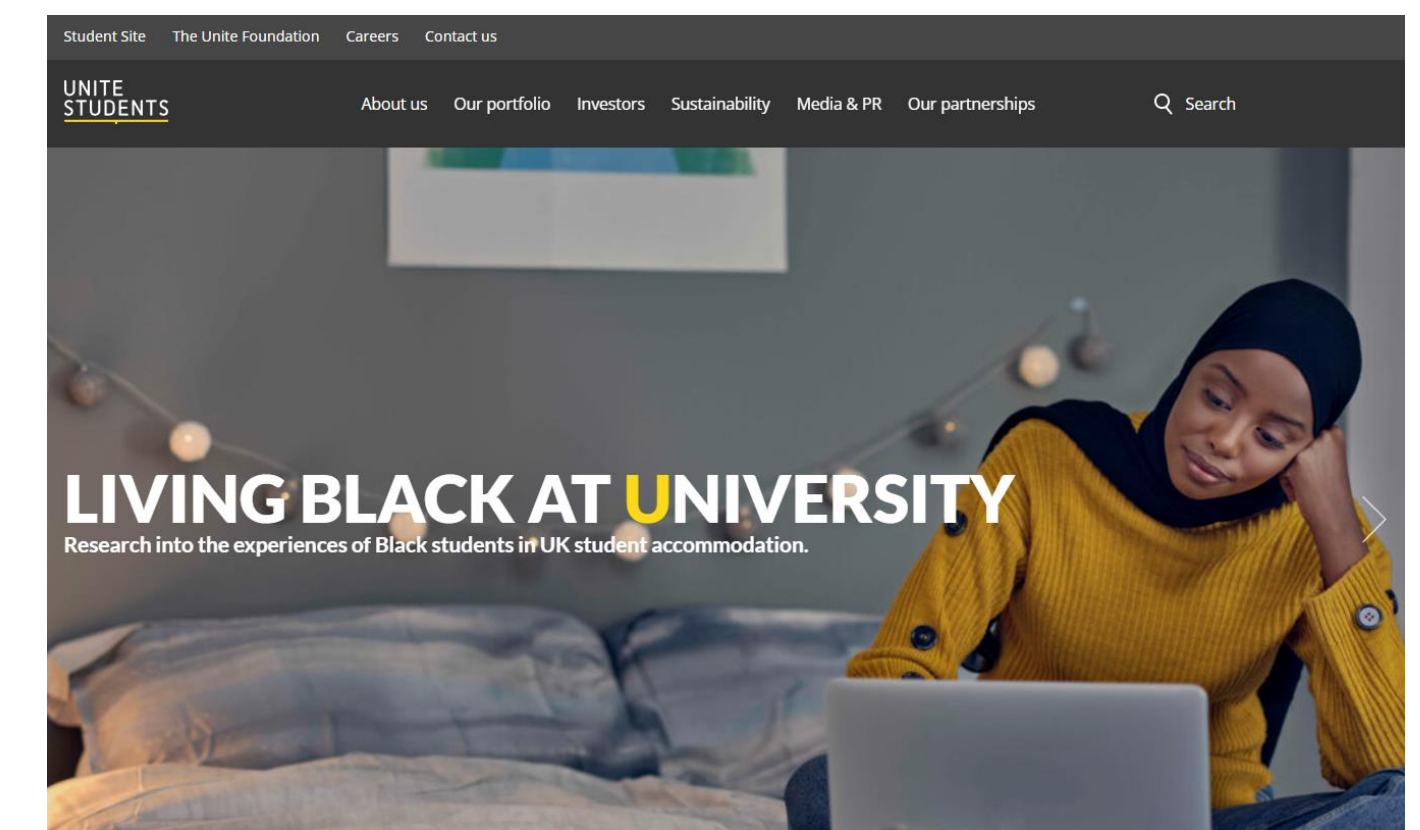 Student Site The Unite Foundation Careers Contact us
UNITE
STUDENTS
About us Our portfolio Investors Sustainability Media & PR Our partnerships Search
LIVING BLACK AT UNIVERSITY
Research into the experiences of Black students in UK student accommodation.